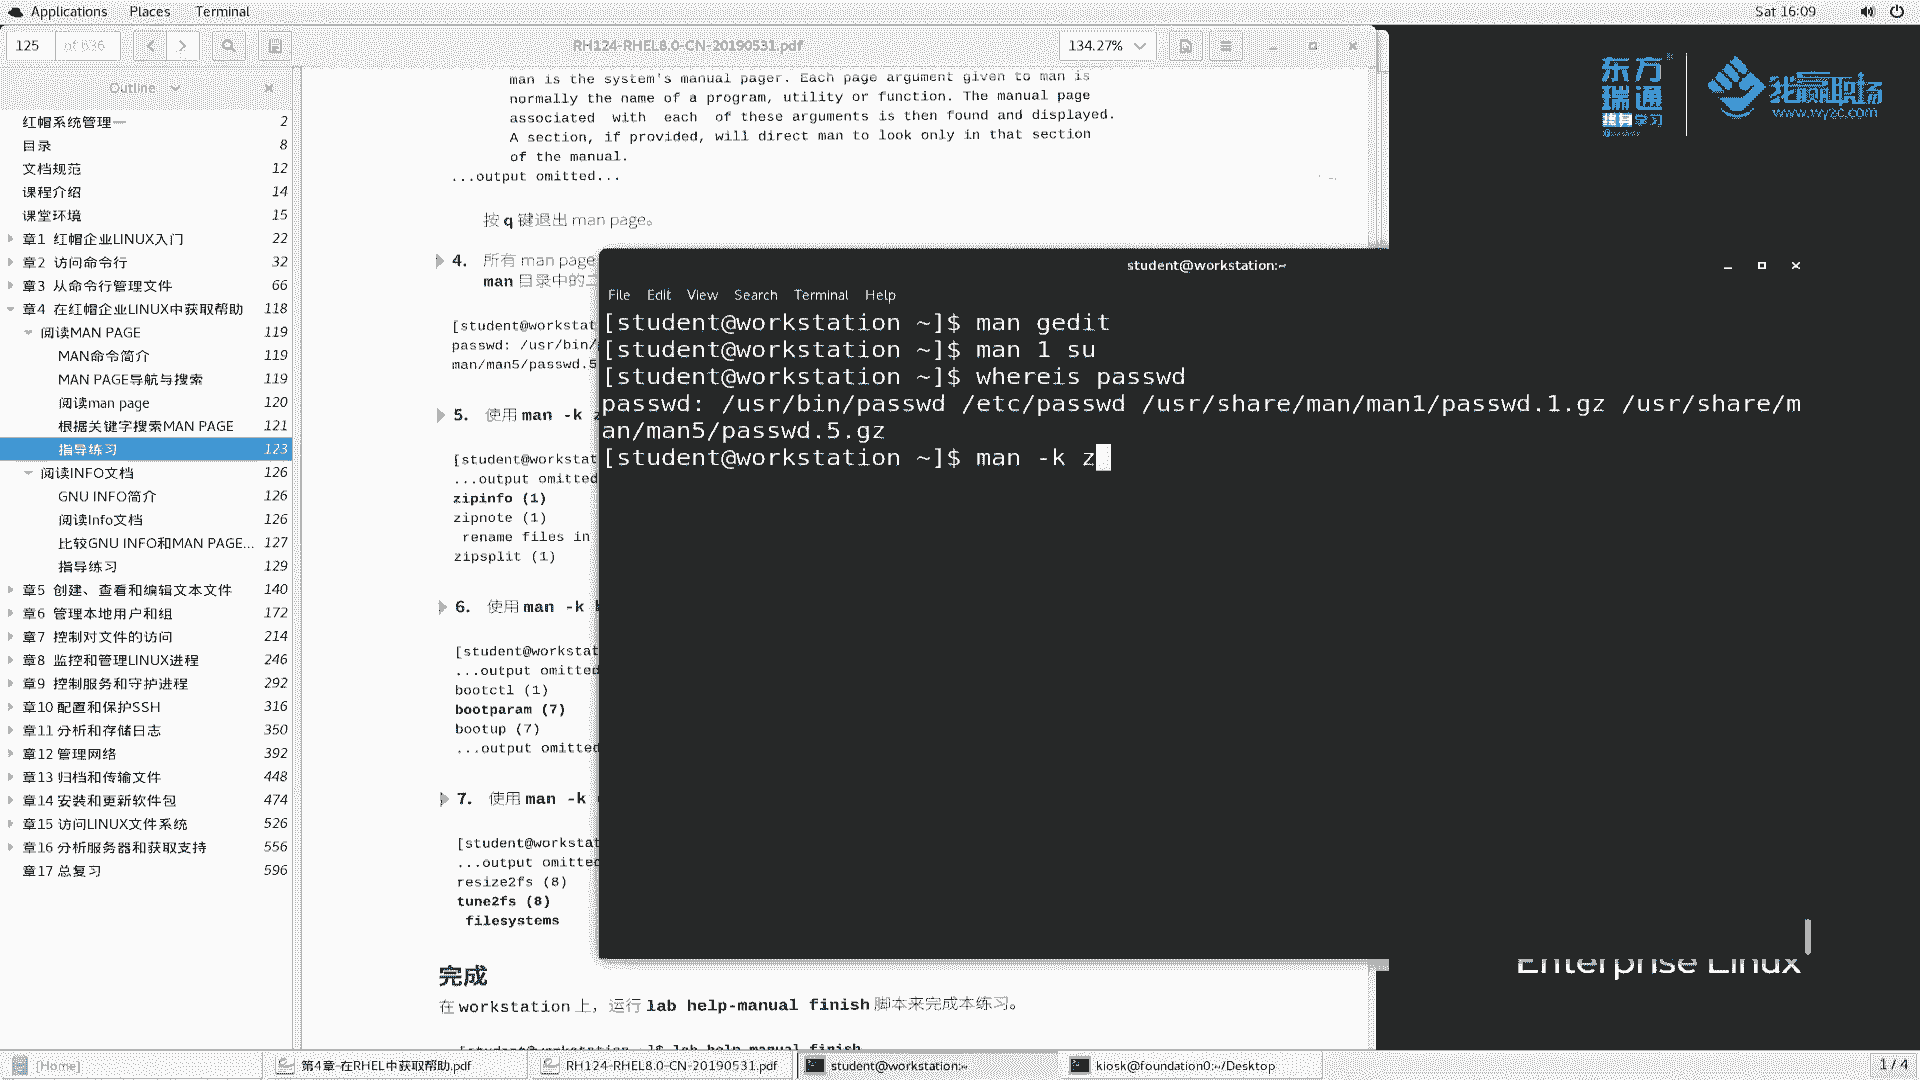 Applications Places Terminal
Sat 16:09
125 of 636
RH124-RHEL8.0-CN-20190531.pdf
134.27%
Outline
红帽系统管理一 2
目录 8
文档规范 12
课程介绍 14
课堂环境 15
章1 红帽企业LINUX入门 22
章2 访问命令行 32
章3 从命令行管理文件 66
章4 在红帽企业LINUX中获取帮助 118
阅读MAN PAGE 119
MAN命令简介 119
MAN PAGE导航与搜索 119
阅读man page 120
根据关键字搜索MAN PAGE 121
指导练习 123
阅读INFO文档 126
GNU INFO简介 126
阅读Info文档 126
比较GNU INFO和MAN PAGE... 127
指导练习 129
章5 创建、查看和编辑文本文件 140
章6 管理本地用户和组 172
章7 控制对文件的访问 214
章8 监控和管理LINUX进程 246
章9 控制服务和守护进程 292
章10 配置和保护SSH 316
章11 分析和存储日志 350
章12 管理网络 392
章13 归档和传输文件 448
章14 安装和更新软件包 474
章15 访问LINUX文件系统 526
章16 分析服务器和获取支持 556
章17 总复习 596
man is the system's manual pager. Each page argument given to man is
normally the name of a program, utility or function. The manual page
associated with each of these arguments is then found and displayed.
A section, if provided, will direct man to look only in that section
of the manual.
...output omitted...
按 q 键退出 man page。
4. 所有 man page
man 目录中的
[student@workstat
passwd: /usr/bin/
man/man5/passwd.5
5. 使用 man -k z
[student@workstat
...output omitted
zipinfo (1)
zipnote (1)
rename files in
zipsplit (1)
6. 使用 man -k
[student@workstat
...output omitted
bootctl (1)
bootparam (7)
bootup (7)
...output omitted
7. 使用 man -k
[student@workstat
...output omitted
resize2fs (8)
tune2fs (8)
filesystems
完成
在 workstation 上，运行 lab help-manual finish 脚本来完成本练习。
[student@workstation ~]$ lab help-manual finish
student@workstation:~
File Edit View Search Terminal Help
[student@workstation ~]$ man gedit
[student@workstation ~]$ man 1 su
[student@workstation ~]$ whereis passwd
passwd: /usr/bin/passwd /etc/passwd /usr/share/man/man1/passwd.1.gz /usr/share/m
an/man5/passwd.5.gz
[student@workstation ~]$ man -k z
东方瑞通
终身学习
我赢职场
www.wyzc.com
Enterprise Linux
[Home] 第4章-在RHEL中获取帮助.pdf RH124-RHEL8.0-CN-20190531.pdf student@workstation:~ kiosk@foundation0:~/Desktop 1 / 4